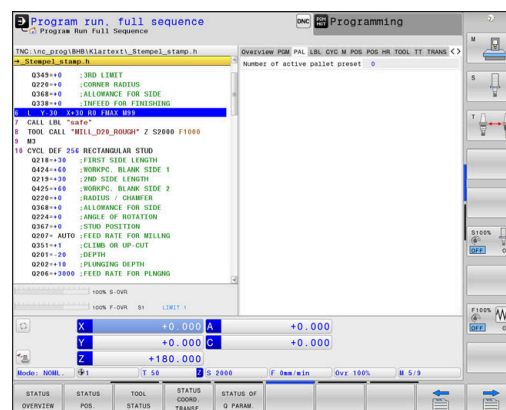 Program run, full sequence
Program Run Full Sequence
DNC
Programming
TNC:\nc_prog\BHB\Klartext\_Stempel_stamp.h
→_Stempel_stamp.h
Q349=+0 ;3RD LIMIT
Q220=+0 ;CORNER RADIUS
Q368=+0 ;ALLOWANCE FOR SIDE
Q338=+0 ;INFEED FOR FINISHING
6 L Y-30 X+30 R0 FMAX M99
7 CALL LBL "safe"
8 TOOL CALL "MILL_D20_ROUGH" Z S2000 F1000
9 M3
10 CYCL DEF 256 RECTANGULAR STUD
Q218=+30 ;FIRST SIDE LENGTH
Q424=+60 ;WORKPC. BLANK SIDE 1
Q219=+30 ;2ND SIDE LENGTH
Q425=+60 ;WORKPC. BLANK SIDE 2
Q220=+0 ;RADIUS / CHAMFER
Q368=+0 ;ALLOWANCE FOR SIDE
Q224=+0 ;ANGLE OF ROTATION
Q367=+0 ;STUD POSITION
Q207= AUTO ;FEED RATE FOR MILLNG
Q351=+1 ;CLIMB OR UP-CUT
Q201=-20 ;DEPTH
Q202=+10 ;PLUNGING DEPTH
Q206=+3000 ;FEED RATE FOR PLNGNG
Overview PGM PAL LBL CYC M POS POS HR TOOL TT TRANS
Number of active pallet preset 0
100% S-OVR
100% F-OVR S1 LIMIT 1
X +0.000 A +0.000
Y +0.000 C +0.000
Z +180.000
Mode: NOML. 1 T 50 Z S 2000 F 0mm/min Ovr 100% M 5/9
STATUS OVERVIEW
STATUS POS.
TOOL STATUS
STATUS COORD. TRANSF.
STATUS OF Q PARAM.
M
S
T
S100%
OFF
F100%
OFF